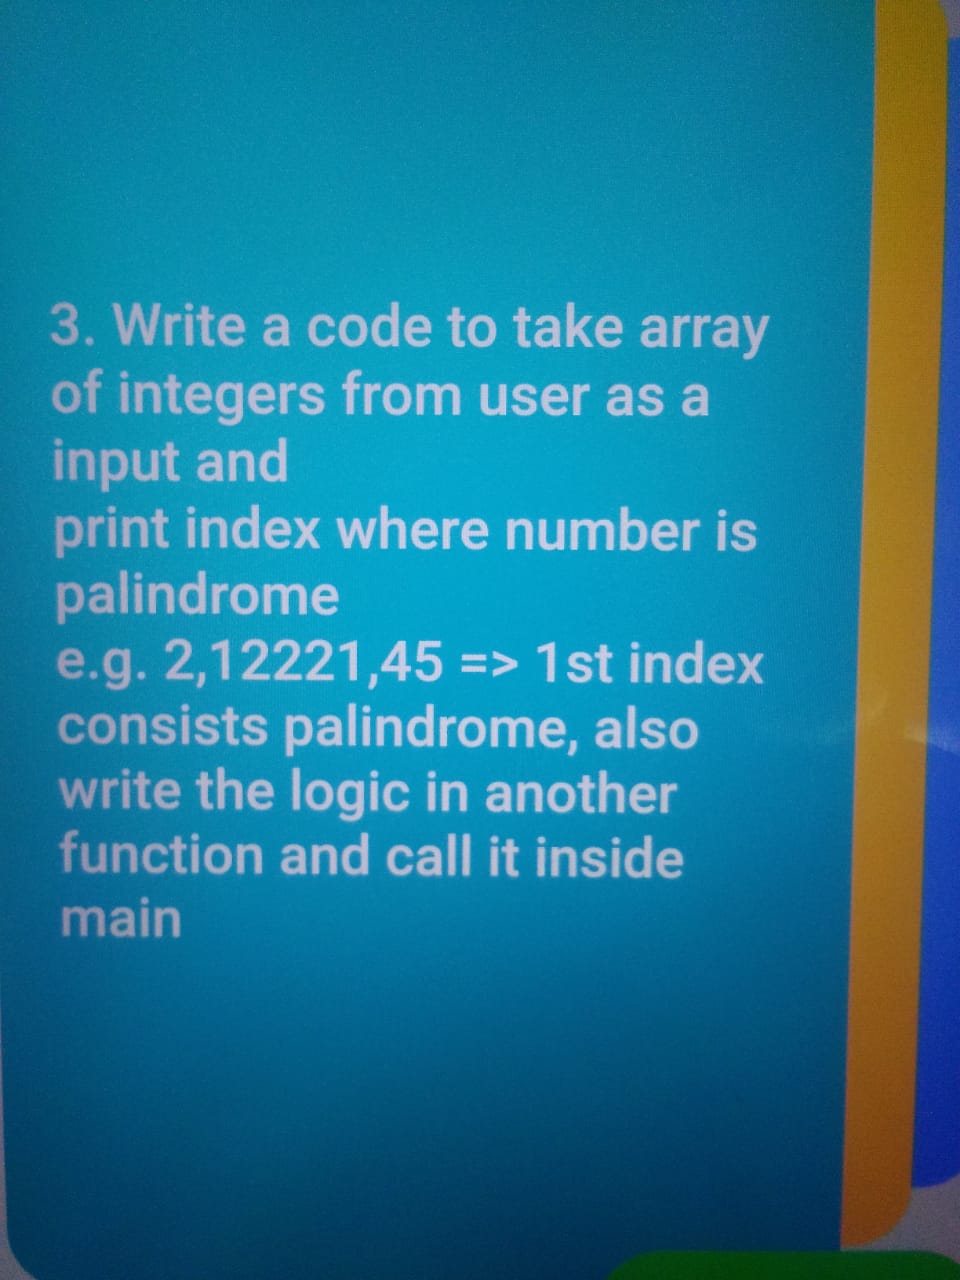 3. Write a code to take array
of integers from user as a
input and
print index where number is
palindrome
e.g. 2,12221,45 => 1st index
consists palindrome, also
write the logic in another
function and call it inside
main